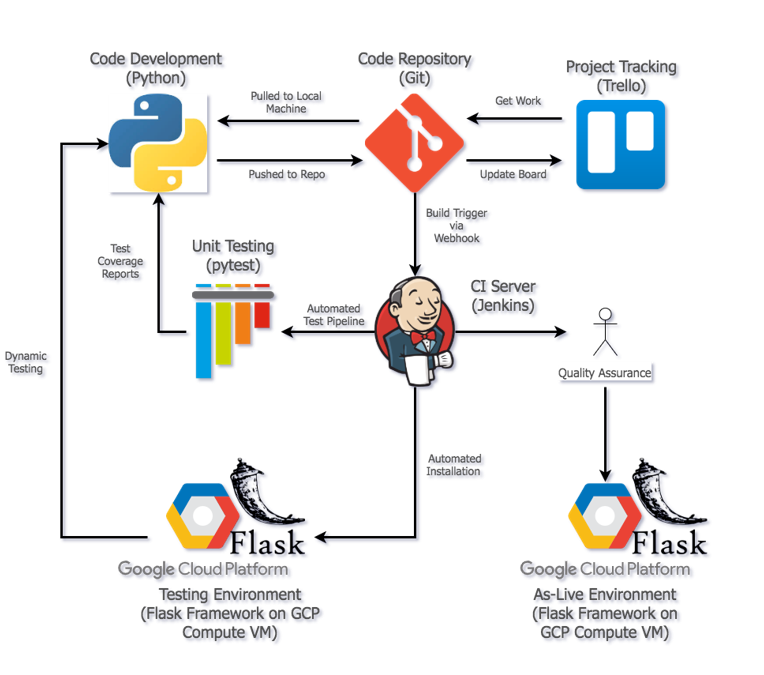 Code Development
(Python)
Code Repository
(Git)
Project Tracking
(Trello)
Pulled to Local
Machine
Get Work
Pushed to Repo
Update Board
Build Trigger
via
Webhook
Test
Coverage
Reports
Unit Testing
(pytest)
CI Server
(Jenkins)
Automated
Test Pipeline
Dynamic
Testing
Quality Assurance
Automated
Installation
Flask
Google Cloud Platform
Testing Environment
(Flask Framework on GCP
Compute VM)
Flask
Google Cloud Platform
As-Live Environment
(Flask Framework on
GCP Compute VM)